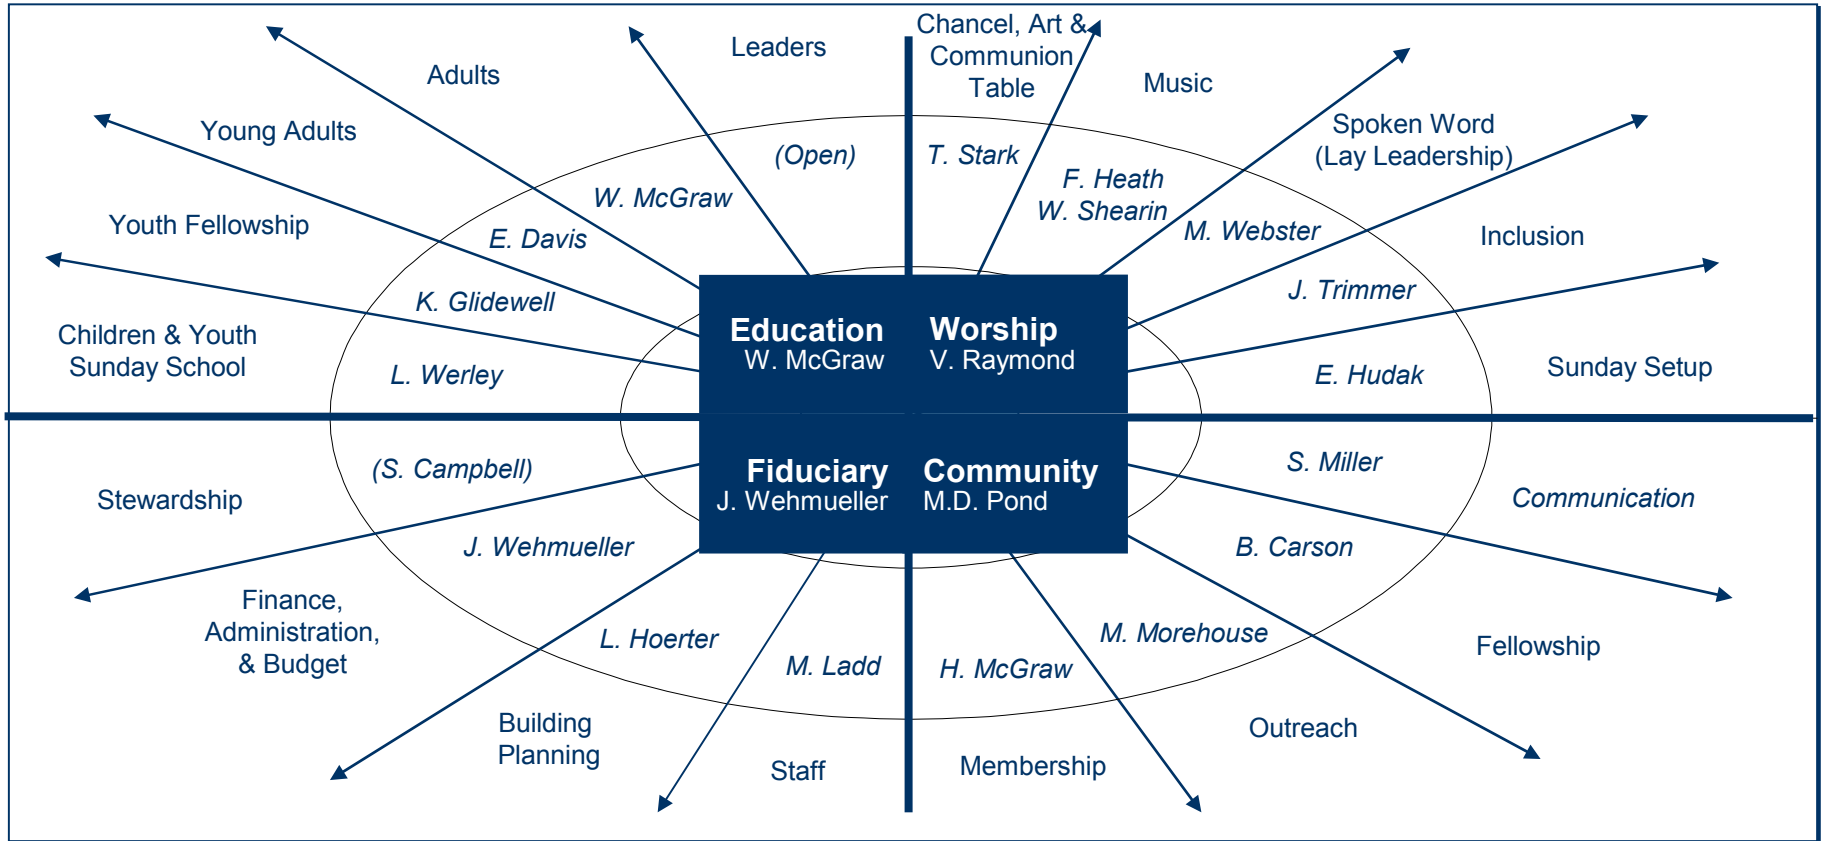 Chancel, Art &
Communion
Table
Leaders
Adults
Music
Young Adults
Spoken Word
(Lay Leadership)
(Open)
T. Stark
F. Heath
W. Shearin
W. McGraw
Youth Fellowship
E. Davis
M. Webster
Inclusion
K. Glidewell
J. Trimmer
Children & Youth
Sunday School
Education
W. McGraw
Worship
V. Raymond
L. Werley
E. Hudak
Sunday Setup
(S. Campbell)
Stewardship
Fiduciary
J. Wehmueller
Community
M.D. Pond
S. Miller
Communication
J. Wehmueller
B. Carson
Finance,
Administration,
& Budget
L. Hoerter
M. Ladd
H. McGraw
M. Morehouse
Fellowship
Building
Planning
Staff
Membership
Outreach